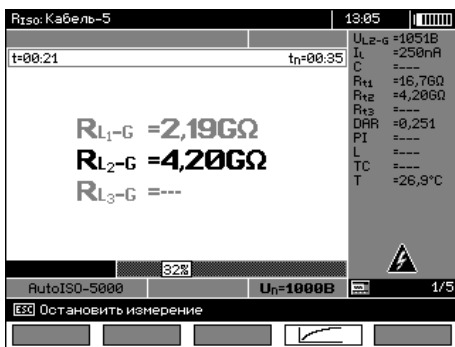 RISO: Кабель-5 13:05
t=00:21 tn=00:35
RL1-G =2,19GΩ
RL2-G =4,20GΩ
RL3-G =---
32%
UL2-G =1051В
IL =250nA
C =---
Rt1 =16,7GΩ
Rt2 =4,20GΩ
Rt3 =---
DAR =0,251
PI =---
L =---
TC =---
T =26,9°C
AutoISO-5000 Un=1000В 1/5
ESC Остановить измерение